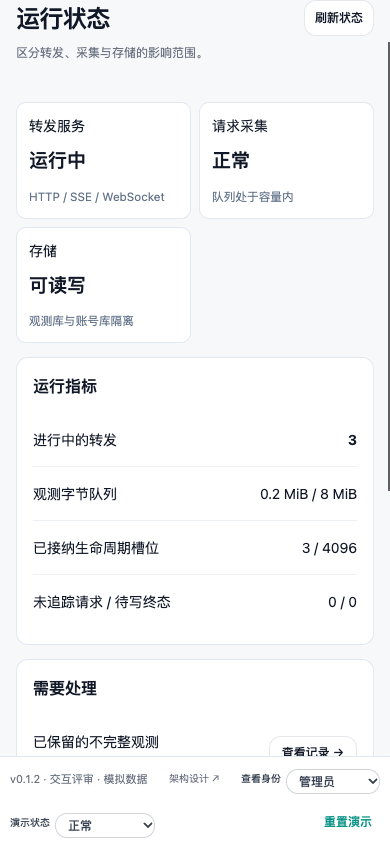 运行状态
刷新状态
区分转发、采集与存储的影响范围。
转发服务
运行中
HTTP / SSE / WebSocket
请求采集
正常
队列处于容量内
存储
可读写
观测库与账号库隔离
运行指标
进行中的转发 3
观测字节队列 0.2 MiB / 8 MiB
已接纳生命周期槽位 3 / 4096
未追踪请求 / 待写终态 0 / 0
需要处理
已保留的不完整观测
查看记录 →
v0.1.2 · 交互评审 · 模拟数据 架构设计 ↗ 查看身份 管理员
演示状态 正常 重置演示